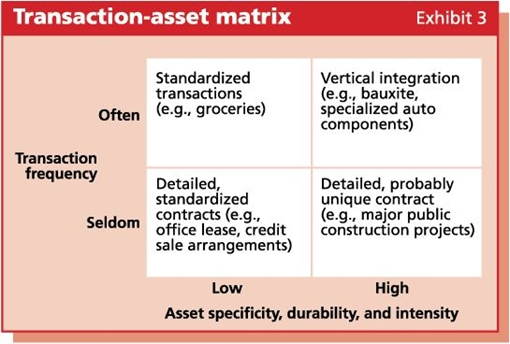 Transaction-asset matrix
Exhibit 3
Often
Standardized
transactions
(e.g., groceries)
Vertical integration
(e.g., bauxite,
specialized auto
components)
Transaction
frequency
Seldom
Detailed,
standardized
contracts (e.g.,
office lease, credit
sale arrangements)
Detailed, probably
unique contract
(e.g., major public
construction projects)
Low
High
Asset specificity, durability, and intensity